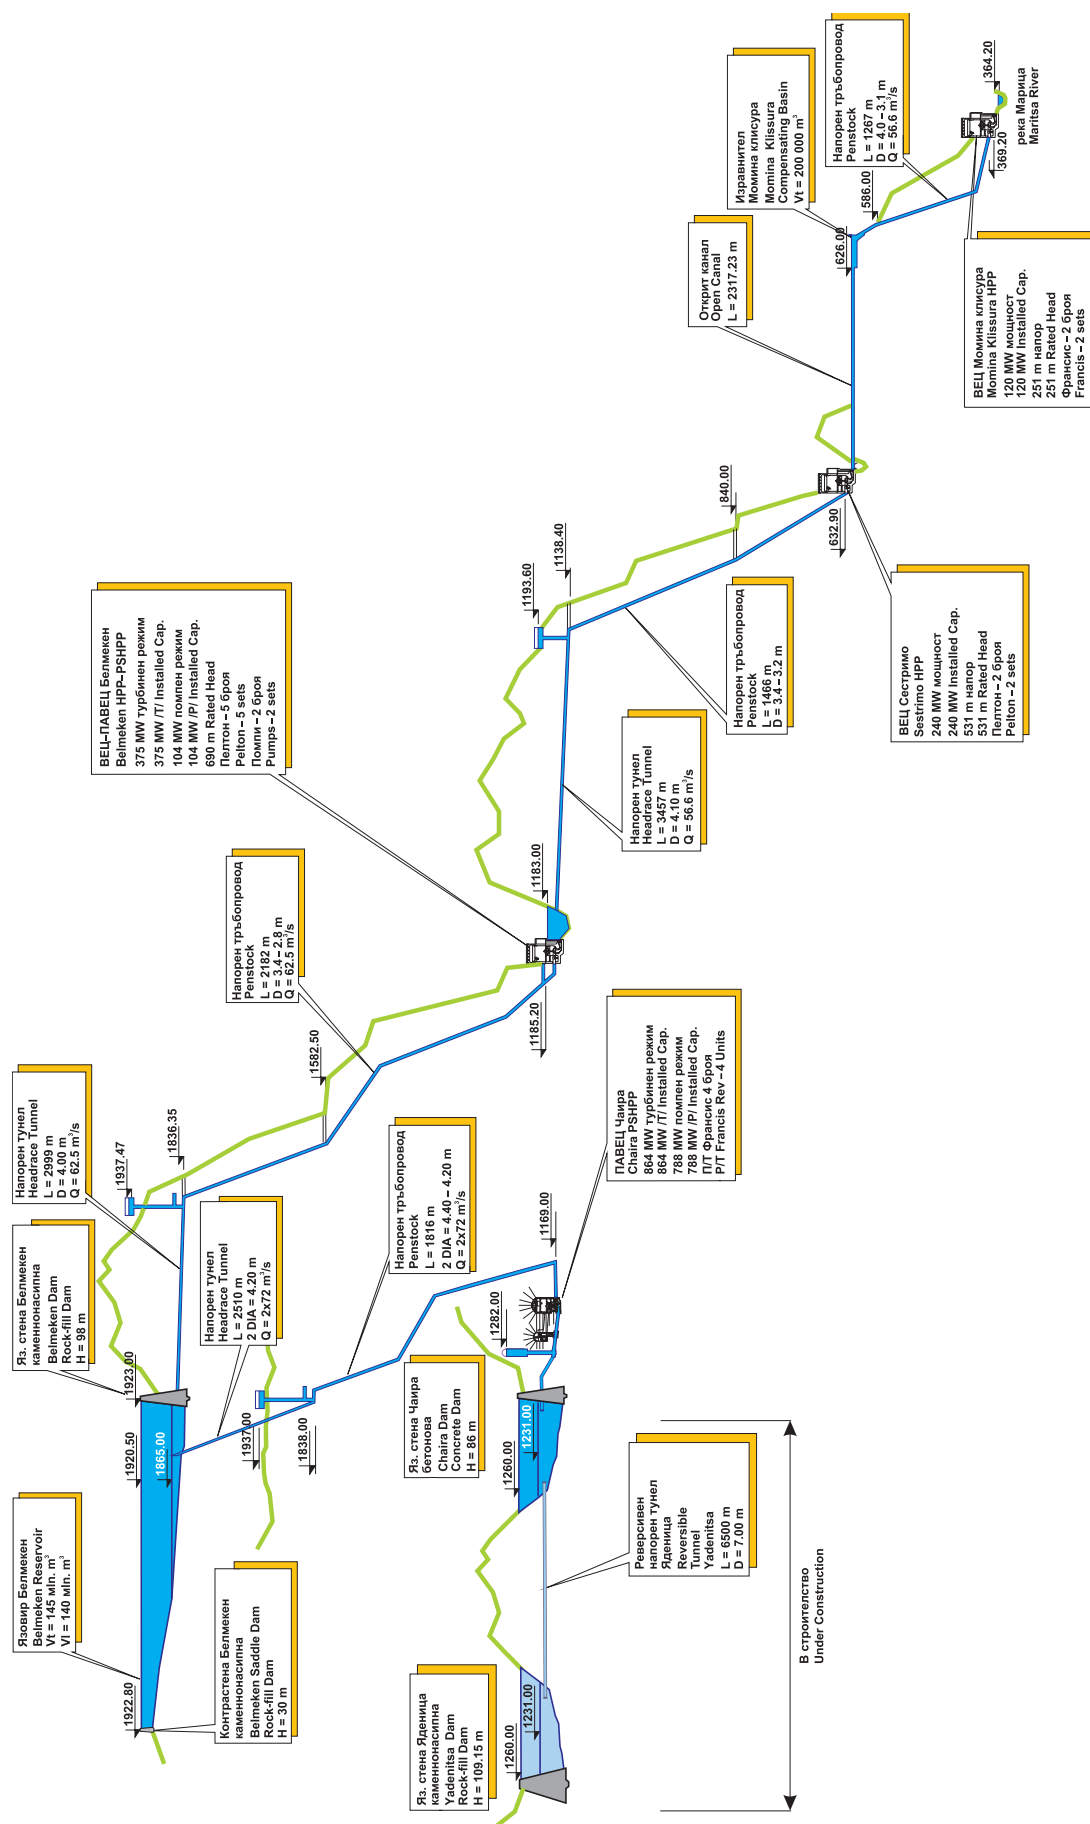 Язовир Белмекен
Belmeken Reservoir
Vt = 145 млн. m³
Vl = 140 млн. m³
1922.80
Контрастена Белмекен
каменнонасипна
Belmeken Saddle Dam
Rock-fill Dam
H = 30 m
1920.50
1865.00
1923.00
Яз. стена Белмекен
каменнонасипна
Belmeken Dam
Rock-fill Dam
H = 98 m
Напорен тунел
Headrace Tunnel
L = 2999 m
D = 4.00 m
Q = 62.5 m³/s
1937.47
1836.35
Напорен тунел
Headrace Tunnel
L = 2510 m
2 DIA = 4.20 m
Q = 2x72 m³/s
1937.00
1838.00
Напорен тръбопровод
Penstock
L = 1816 m
2 DIA = 4.40 – 4.20 m
Q = 2x72 m³/s
1582.50
Напорен тръбопровод
Penstock
L = 2182 m
D = 3.4 – 2.8 m
Q = 62.5 m³/s
1185.20
1183.00
ВЕЦ–ПАВЕЦ Белмекен
Belmeken HPP–PSHPP
375 MW турбинен режим
375 MW /T/ Installed Cap.
104 MW помпен режим
104 MW /P/ Installed Cap.
690 m Rated Head
Пелтон – 5 броя
Pelton – 5 sets
Помпи – 2 броя
Pumps – 2 sets
Яз. стена Яденица
каменнонасипна
Yadenitsa Dam
Rock-fill Dam
H = 109.15 m
1260.00
1231.00
Реверсивен
напорен тунел
Яденица
Reversible
Tunnel
Yadenitsa
L = 6500 m
D = 7.00 m
В строителство
Under Construction
1260.00
1231.00
Яз. стена Чаира
бетонова
Chaira Dam
Concrete Dam
H = 86 m
1282.00
1169.00
ПАВЕЦ Чаира
Chaira PSHPP
864 MW турбинен режим
864 MW /T/ Installed Cap.
788 MW помпен режим
788 MW /P/ Installed Cap.
П/Т Франсис 4 броя
P/T Francis Rev – 4 Units
Напорен тунел
Headrace Tunnel
L = 3457 m
D = 4.10 m
Q = 56.6 m³/s
1193.60
1138.40
Напорен тръбопровод
Penstock
L = 1466 m
D = 3.4 – 3.2 m
840.00
632.90
ВЕЦ Сестримо
Sestrimo HPP
240 MW мощност
240 MW Installed Cap.
531 m напор
531 m Rated Head
Пелтон – 2 броя
Pelton – 2 sets
Открит канал
Open Canal
L = 2317.23 m
626.00
Изравнител
Момина клисура
Momina Klissura
Compensating Basin
Vt = 200 000 m³
586.00
Напорен тръбопровод
Penstock
L = 1267 m
D = 4.0 – 3.1 m
Q = 56.6 m³/s
ВЕЦ Момина клисура
Momina Klissura HPP
120 MW мощност
120 MW Installed Cap.
251 m напор
251 m Rated Head
Франсис – 2 броя
Francis – 2 sets
369.20
364.20
река Марица
Maritsa River